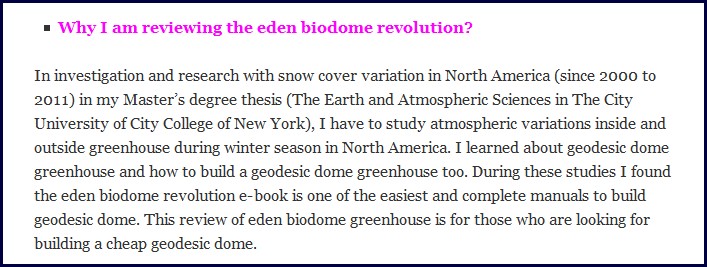 Why I am reviewing the eden biodome revolution?
In investigation and research with snow cover variation in North America (since 2000 to
2011) in my Master's degree thesis (The Earth and Atmospheric Sciences in The City
University of City College of New York), I have to study atmospheric variations inside and
outside greenhouse during winter season in North America. I learned about geodesic dome
greenhouse and how to build a geodesic dome greenhouse too. During these studies I found
the eden biodome revolution e-book is one of the easiest and complete manuals to build
geodesic dome. This review of eden biodome greenhouse is for those who are looking for
building a cheap geodesic dome.